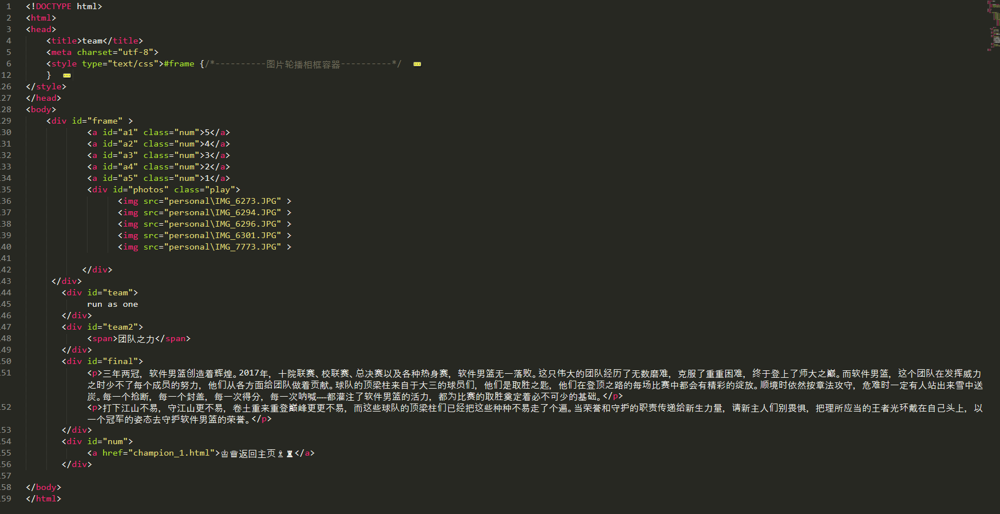 1 <!DOCTYPE html>
2 <html>
3 <head>
4 <title>team</title>
5 <meta charset="utf-8">
6 <style type="text/css">#frame {/*----------图片轮播相框容器----------*/
12 }
26 </style>
27 </head>
28 <body>
29 <div id="frame" >
30 <a id="a1" class="num">5</a>
31 <a id="a2" class="num">4</a>
32 <a id="a3" class="num">3</a>
33 <a id="a4" class="num">2</a>
34 <a id="a5" class="num">1</a>
35 <div id="photos" class="play">
36 <img src="personal\IMG_6273.JPG" >
37 <img src="personal\IMG_6294.JPG" >
38 <img src="personal\IMG_6296.JPG" >
39 <img src="personal\IMG_6301.JPG" >
40 <img src="personal\IMG_7773.JPG" >
41
42 </div>
43 </div>
44 <div id="team">
45 run as one
46 </div>
47 <div id="team2">
48 <span>团队之力</span>
49 </div>
50 <div id="final">
51 <p>三年两冠，软件男篮创造着辉煌。2017年，十院联赛、校联赛、总决赛以及各种热身赛，软件男篮无一落败。这只伟大的团队经历了无数磨难，克服了重重困难，终于登上了师大之巅。而软件男篮，这个团队在发挥威力
之时少不了每个成员的努力，他们从各方面给团队做着贡献。球队的顶梁柱来自于大三的球员们，他们是取胜之匙，他们在登顶之路的每场比赛中都会有精彩的绽放。顺境时依然按章法攻守，危难时一定有人站出来雪中送
炭。每一个抢断，每一个封盖，每一次得分，每一次呐喊……都灌注了软件男篮的活力，都为比赛的取胜奠定着必不可少的基础。</p>
52 <p>打下江山不易，守江山更不易，卷土重来重登巅峰更更不易，而这些球队的顶梁柱们已经把这些种种不易走了个遍。当荣誉和守护的职责传递给新生力量，请新主人们别畏惧，把理所应当的王者光环戴在自己头上，以
一个冠军的姿态去守护软件男篮的荣誉。</p>
53 </div>
54 <div id="num">
55 <a href="champion_1.html">♔♕返回主页♗♜</a>
56 </div>
57
58 </body>
59 </html>